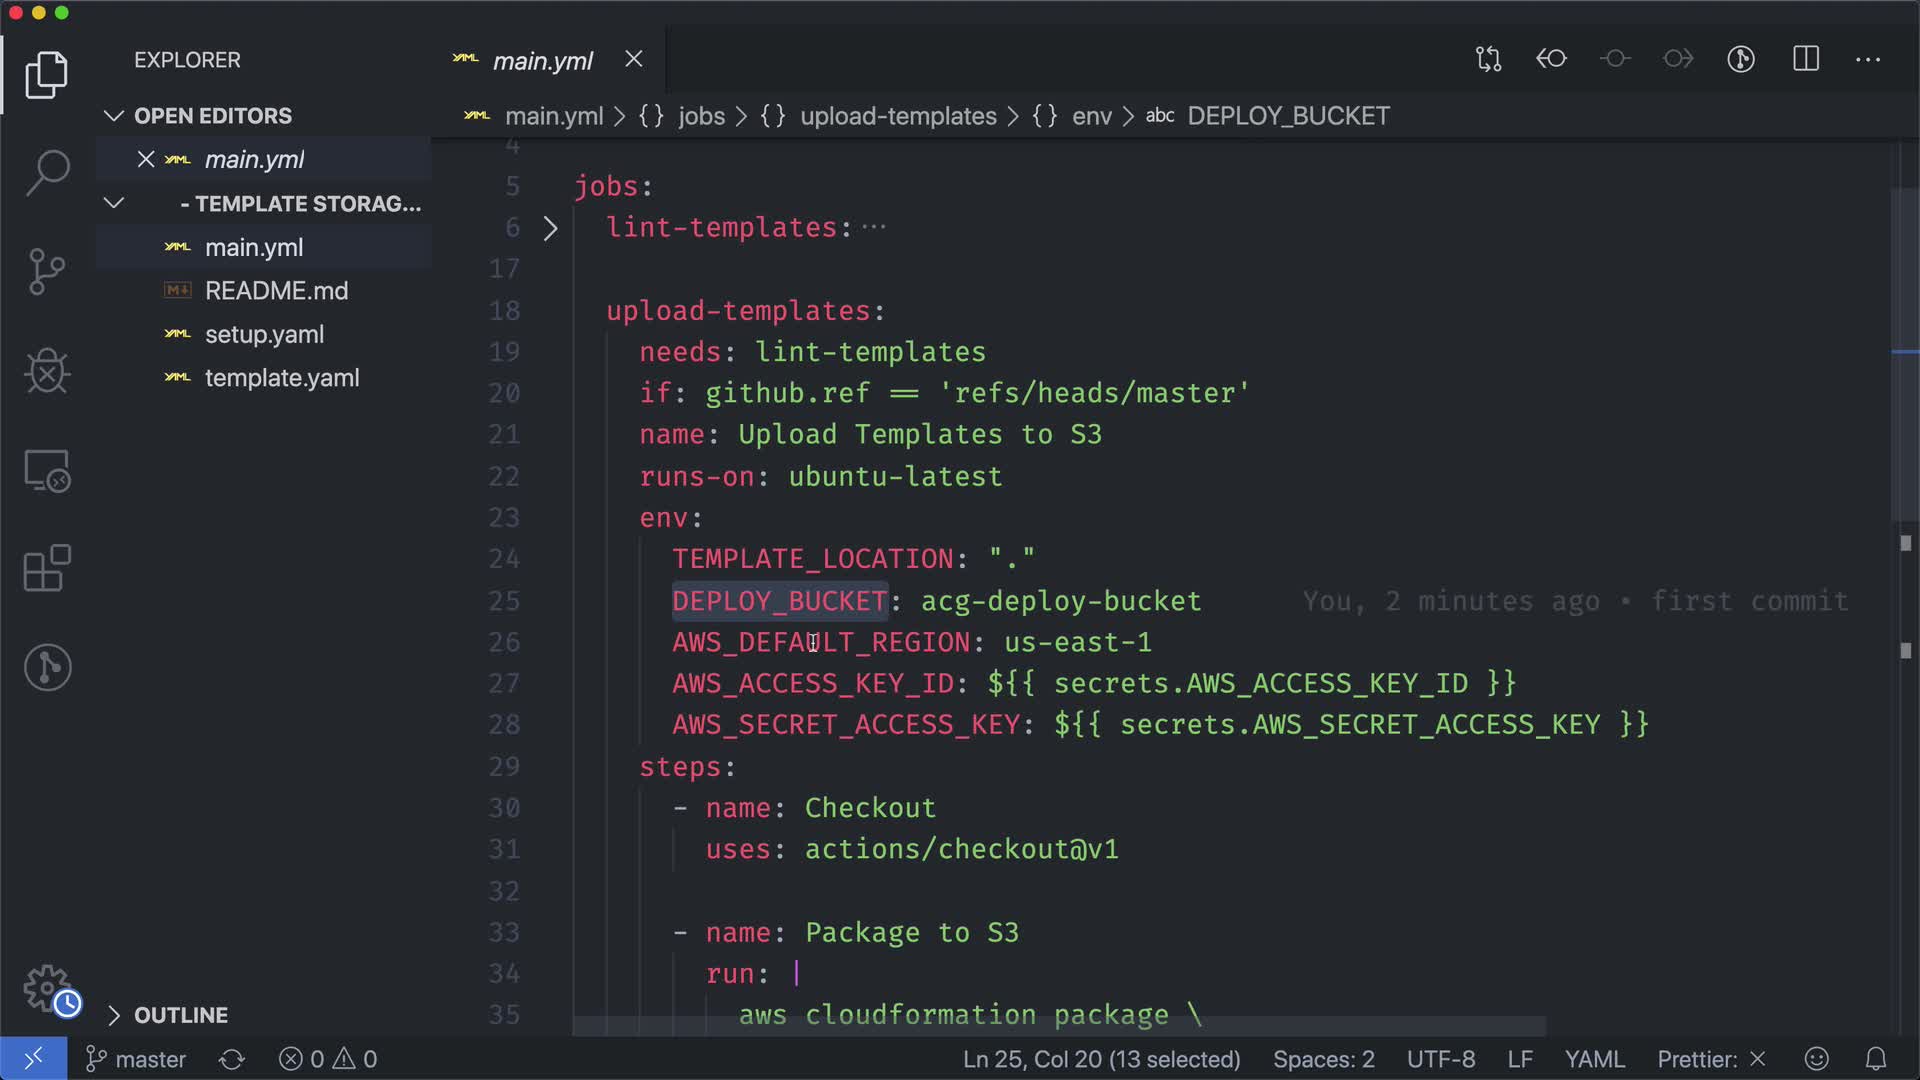 EXPLORER
OPEN EDITORS
main.yml
- TEMPLATE STORAG...
main.yml
README.md
setup.yaml
template.yaml
OUTLINE
main.yml
main.yml > {} jobs > {} upload-templates > {} env > abc DEPLOY_BUCKET
4
5 jobs:
6 lint-templates:···
17
18 upload-templates:
19 needs: lint-templates
20 if: github.ref == 'refs/heads/master'
21 name: Upload Templates to S3
22 runs-on: ubuntu-latest
23 env:
24 TEMPLATE_LOCATION: "."
25 DEPLOY_BUCKET: acg-deploy-bucket You, 2 minutes ago • first commit
26 AWS_DEFAULT_REGION: us-east-1
27 AWS_ACCESS_KEY_ID: ${{ secrets.AWS_ACCESS_KEY_ID }}
28 AWS_SECRET_ACCESS_KEY: ${{ secrets.AWS_SECRET_ACCESS_KEY }}
29 steps:
30 - name: Checkout
31 uses: actions/checkout@v1
32
33 - name: Package to S3
34 run: |
35 aws cloudformation package \
master 0 0 Ln 25, Col 20 (13 selected) Spaces: 2 UTF-8 LF YAML Prettier: ×